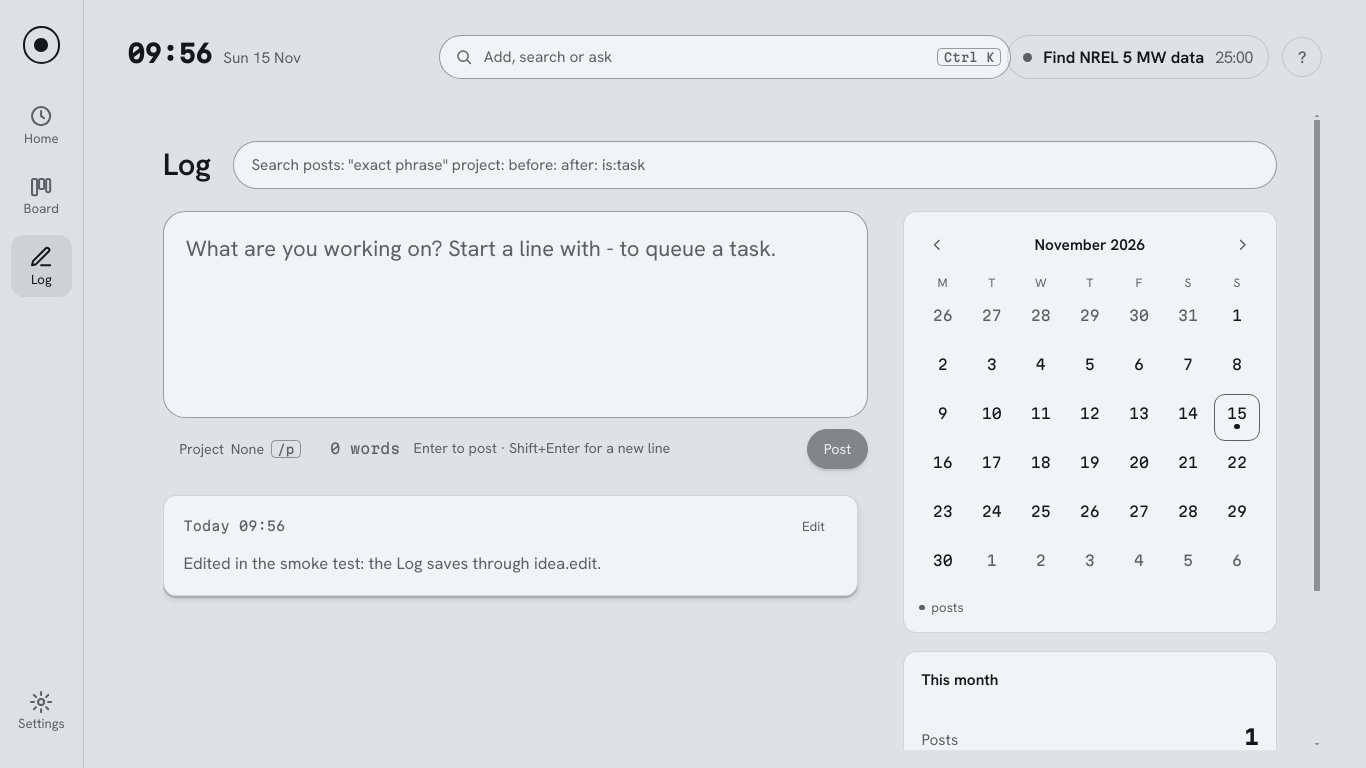 09:56 Sun 15 Nov
Add, search or ask Ctrl K
Find NREL 5 MW data 25:00
?
Home
Board
Log
Settings
Log
Search posts: "exact phrase" project: before: after: is:task
What are you working on? Start a line with - to queue a task.
Project None /p 0 words Enter to post · Shift+Enter for a new line Post
Today 09:56 Edit
Edited in the smoke test: the Log saves through idea.edit.
November 2026
M T W T F S S
26 27 28 29 30 31 1
2 3 4 5 6 7 8
9 10 11 12 13 14 15
16 17 18 19 20 21 22
23 24 25 26 27 28 29
30 1 2 3 4 5 6
posts
This month
Posts 1